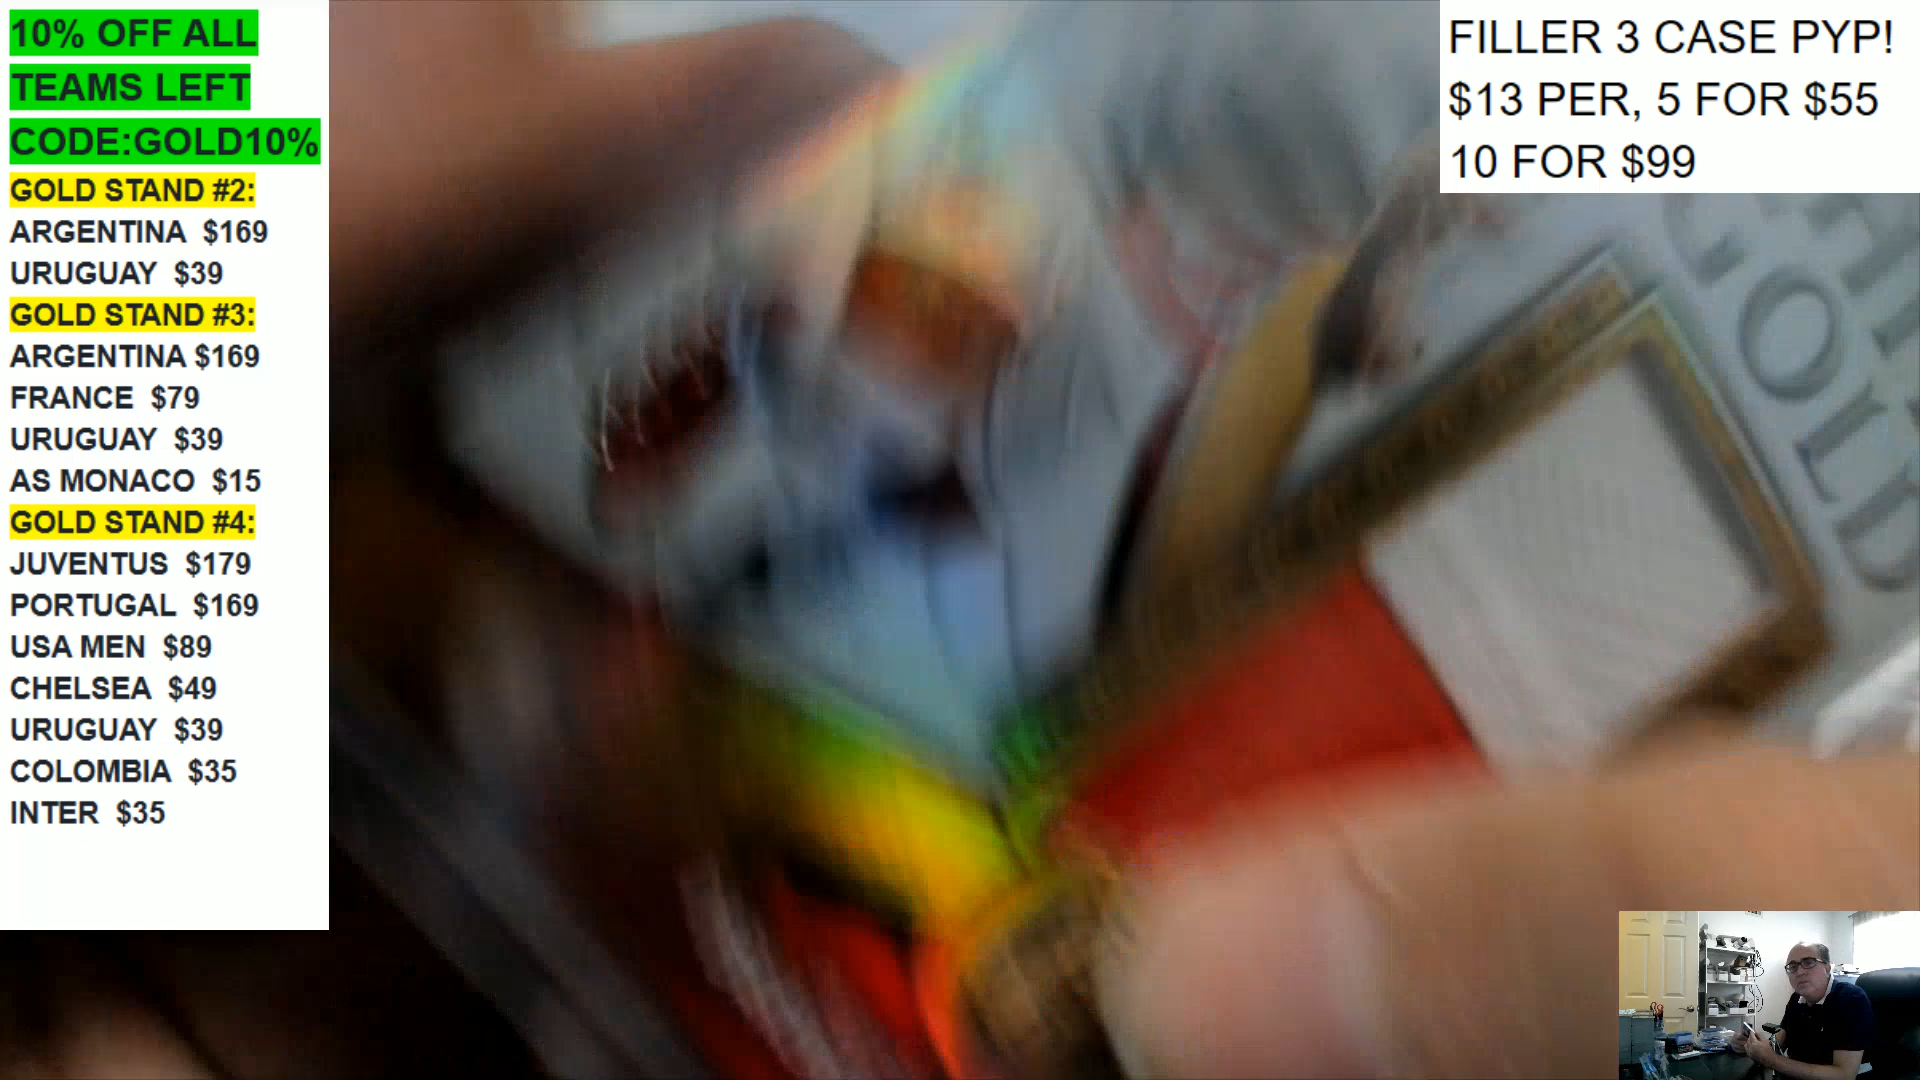 10% OFF ALL
TEAMS LEFT
CODE:GOLD10%
GOLD STAND #2:
ARGENTINA $169
URUGUAY $39
GOLD STAND #3:
ARGENTINA $169
FRANCE $79
URUGUAY $39
AS MONACO $15
GOLD STAND #4:
JUVENTUS $179
PORTUGAL $169
USA MEN $89
CHELSEA $49
URUGUAY $39
COLOMBIA $35
INTER $35
FILLER 3 CASE PYP!
$13 PER, 5 FOR $55
10 FOR $99
GOLD